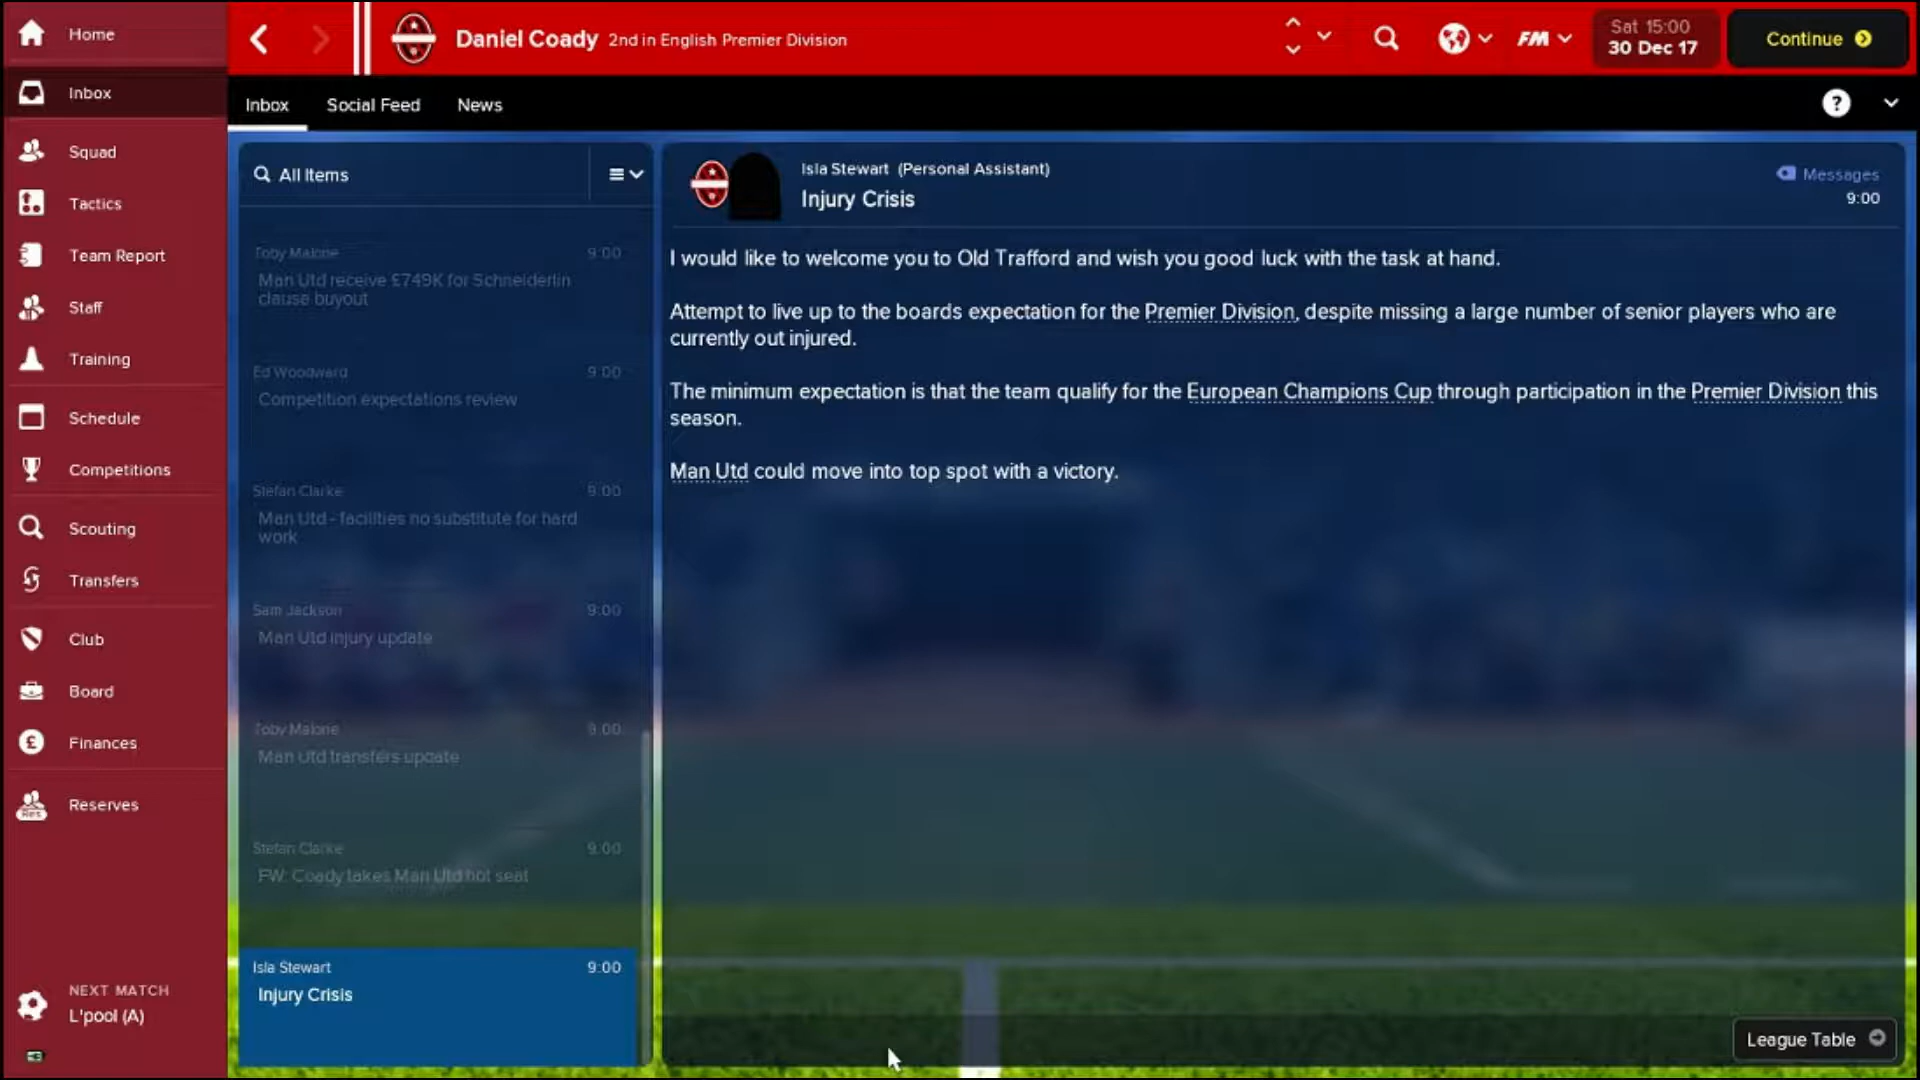 Home
Inbox
Squad
Tactics
Team Report
Staff
Training
Schedule
Competitions
Scouting
Transfers
Club
Board
Finances
Res
Reserves
NEXT MATCH
L'pool (A)
Daniel Coady 2nd in English Premier Division
FM
Sat 15:00
30 Dec 17
Continue
Inbox Social Feed News
?
All Items
Toby Malone 9:00
Man Utd receive £749K for Schneiderlin
clause buyout
Ed Woodward 9:00
Competition expectations review
Stefan Clarke 9:00
Man Utd - facilities no substitute for hard
work
Sam Jackson 9:00
Man Utd injury update
Toby Malone 9:00
Man Utd transfers update
Stefan Clarke 9:00
FW: Coady takes Man Utd hot seat
Isla Stewart 9:00
Injury Crisis
Isla Stewart (Personal Assistant)
Injury Crisis
Messages
9:00
I would like to welcome you to Old Trafford and wish you good luck with the task at hand.
Attempt to live up to the boards expectation for the Premier Division, despite missing a large number of senior players who are
currently out injured.
The minimum expectation is that the team qualify for the European Champions Cup through participation in the Premier Division this
season.
Man Utd could move into top spot with a victory.
League Table